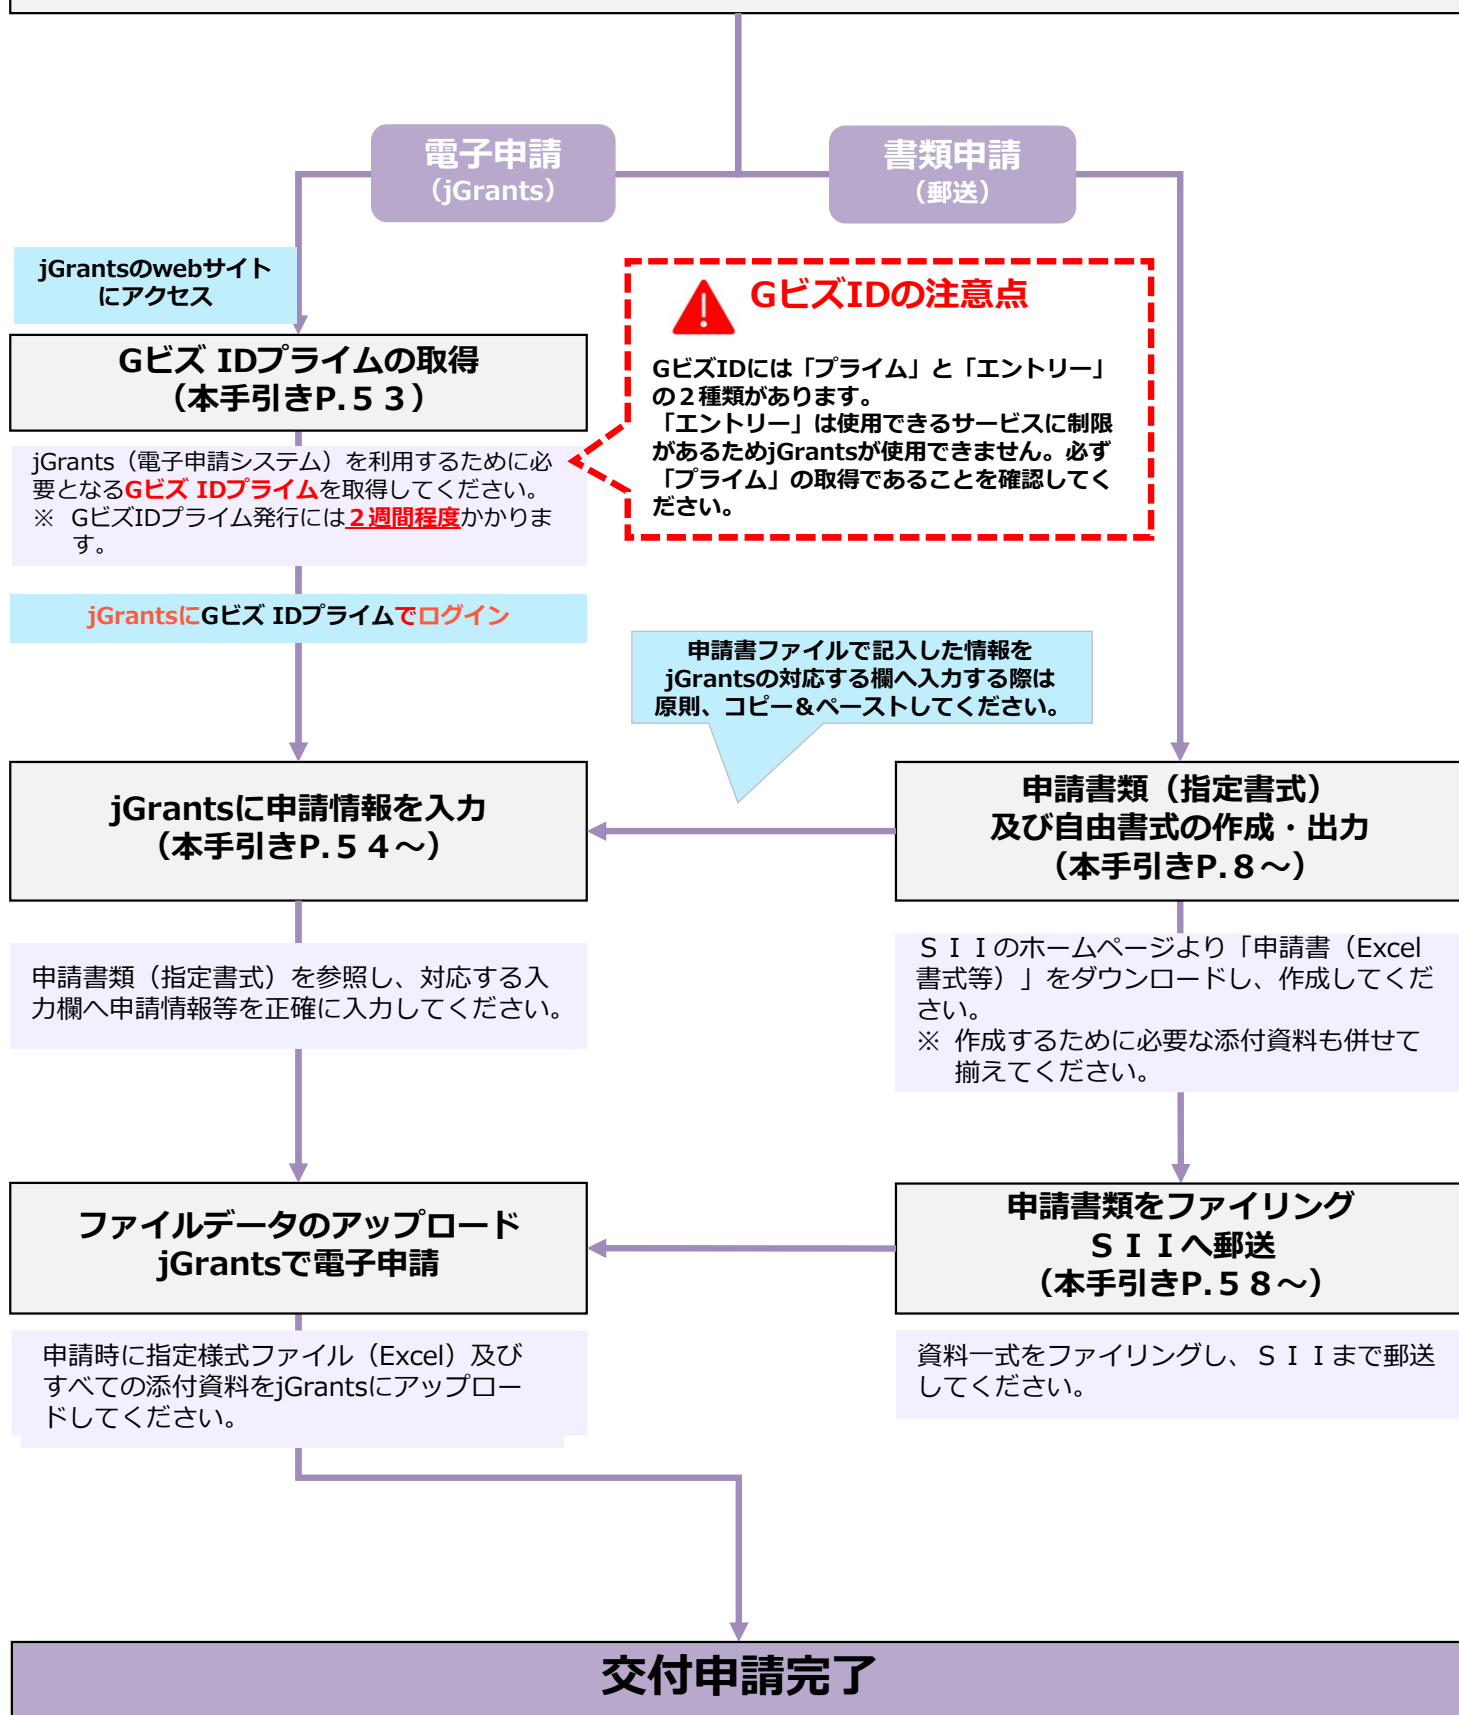 電子申請
（jGrants）
書類申請
（郵送）
jGrantsのwebサイト
にアクセス
Gビズ IDプライムの取得
（本手引きP.５３）
jGrants（電子申請システム）を利用するために必
要となるGビズ IDプライムを取得してください。
※ GビズIDプライム発行には２週間程度かかりま
す。
GビズIDの注意点
GビズIDには「プライム」と「エントリー」
の２種類があります。
「エントリー」は使用できるサービスに制限
があるためjGrantsが使用できません。必ず
「プライム」の取得であることを確認してく
ださい。
jGrantsにGビズ IDプライムでログイン
申請書ファイルで記入した情報を
jGrantsの対応する欄へ入力する際は
原則、コピー＆ペーストしてください。
jGrantsに申請情報を入力
（本手引きP.５４～）
申請書類（指定書式）
及び自由書式の作成・出力
（本手引きP.８～）
申請書類（指定書式）を参照し、対応する入
力欄へ申請情報等を正確に入力してください。
ＳＩＩのホームページより「申請書（Excel
書式等）」をダウンロードし、作成してくだ
さい。
※ 作成するために必要な添付資料も併せて
揃えてください。
ファイルデータのアップロード
jGrantsで電子申請
申請書類をファイリング
ＳＩＩへ郵送
（本手引きP.５８～）
申請時に指定様式ファイル（Excel）及び
すべての添付資料をjGrantsにアップロー
ドしてください。
資料一式をファイリングし、ＳＩＩまで郵送
してください。
交付申請完了